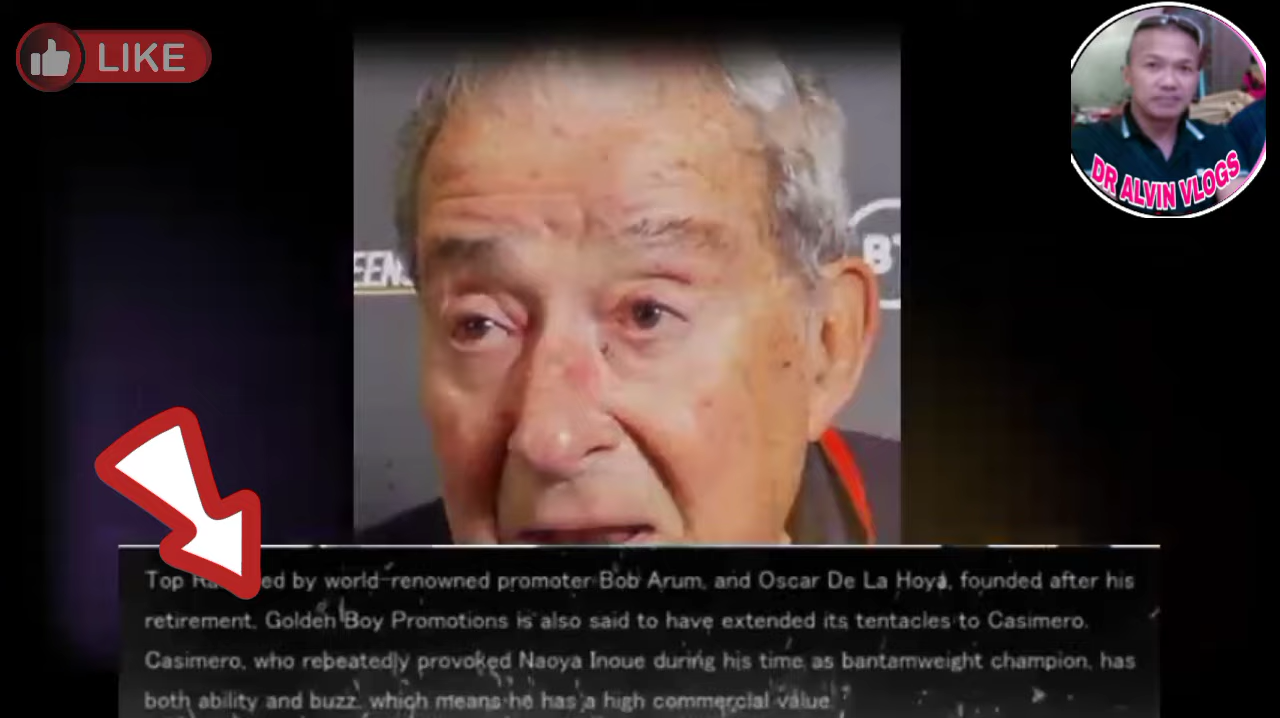 LIKE
DR ALVIN VLOGS
EENS
BT
Top ed by world-renowned promoter Bob Arum, and Oscar De La Hoya, founded after his
retirement, Golden Boy Promotions is also said to have extended its tentacles to Casimero.
Casimero, who repeatedly provoked Naoya Inoue during his time as bantamweight champion, has
both ability and buzz, which means he has a high commercial value